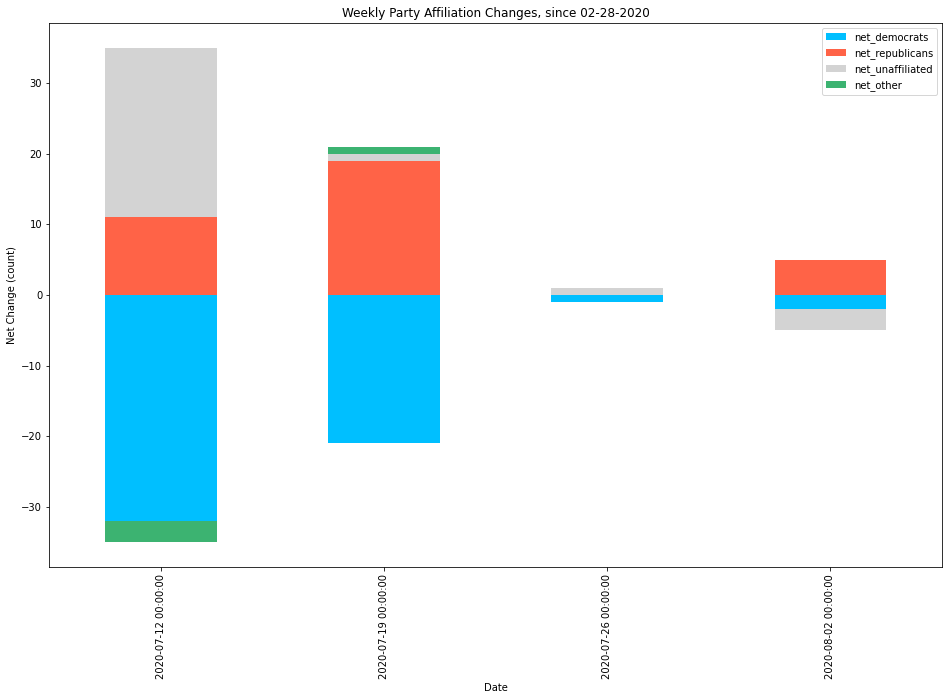 Weekly Party Affiliation Changes, since 02-28-2020
net_democrats
net_republicans
net_unaffiliated
net_other
Net Change (count)
30
20
10
0
−10
−20
−30
2020-07-12 00:00:00
2020-07-19 00:00:00
2020-07-26 00:00:00
2020-08-02 00:00:00
Date